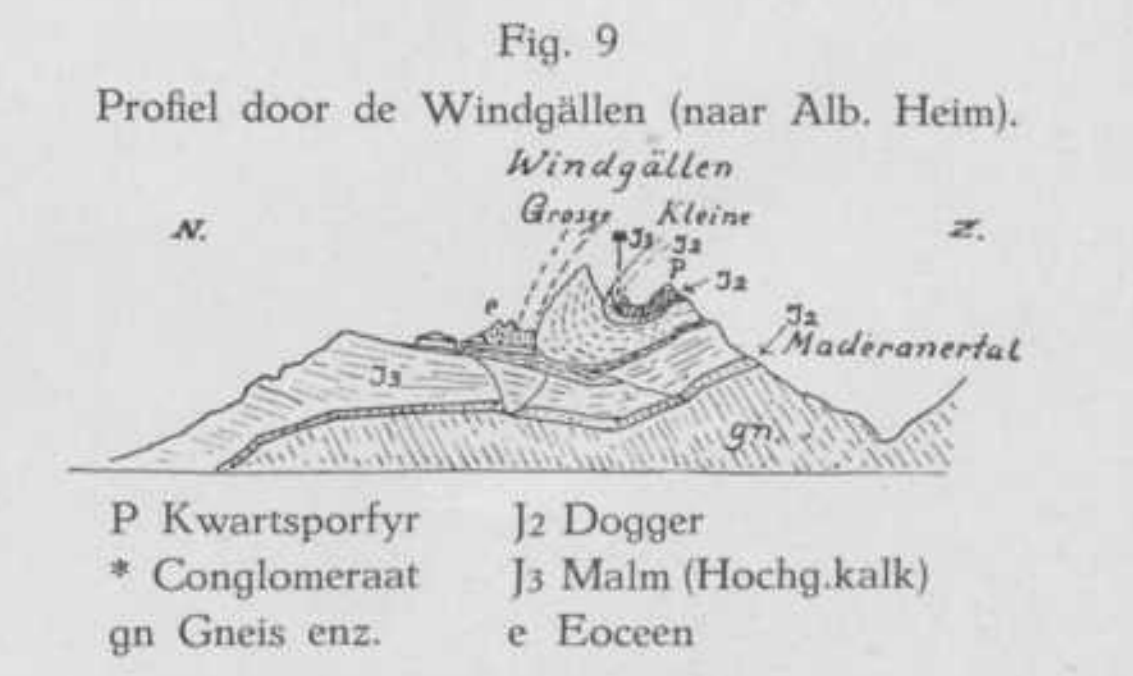 Fig. 9
Profiel door de Windgällen (naar Alb. Heim).
Windgällen
Grosse Kleine
N. Z.
J3 J2
P
J2
e
J2
Maderanertal
J3
gn.
P Kwartsporfyr J2 Dogger
* Conglomeraat J3 Malm (Hochg.kalk)
gn Gneis enz. e Eoceen